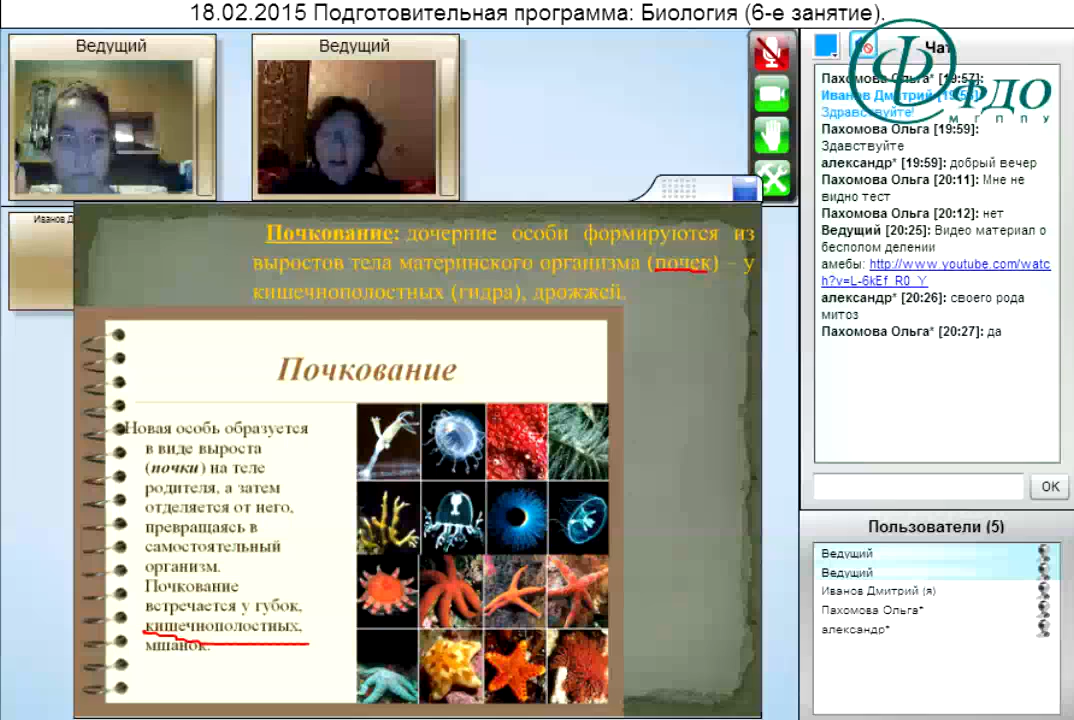 18.02.2015 Подготовительная программа: Биология (6-е занятие).
Ведущий
Ведущий
Иванов Д
Почкование: дочерние особи формируются из
выростов тела материнского организма (почек) – у
кишечнополостных (гидра), дрожжей.
Почкование
Новая особь образуется
в виде выроста
(почки) на теле
родителя, а затем
отделяется от него,
превращаясь в
самостоятельный
организм.
Почкование
встречается у губок,
кишечнополостных,
мшанок.
Чат
ФДО
МГППУ
Пахомова Ольга* [19:57]:
Иванов Дмитрий [19:58]:
Здравствуйте!
Пахомова Ольга [19:59]:
Здавствуйте
александр* [19:59]: добрый вечер
Пахомова Ольга [20:11]: Мне не
видно тест
Пахомова Ольга [20:12]: нет
Ведущий [20:25]: Видео материал о
бесполом делении
амебы: http://www.youtube.com/watc
h?v=L-6kEf_R0_Y
александр* [20:26]: своего рода
митоз
Пахомова Ольга* [20:27]: да
OK
Пользователи (5)
Ведущий
Ведущий
Иванов Дмитрий (я)
Пахомова Ольга*
александр*